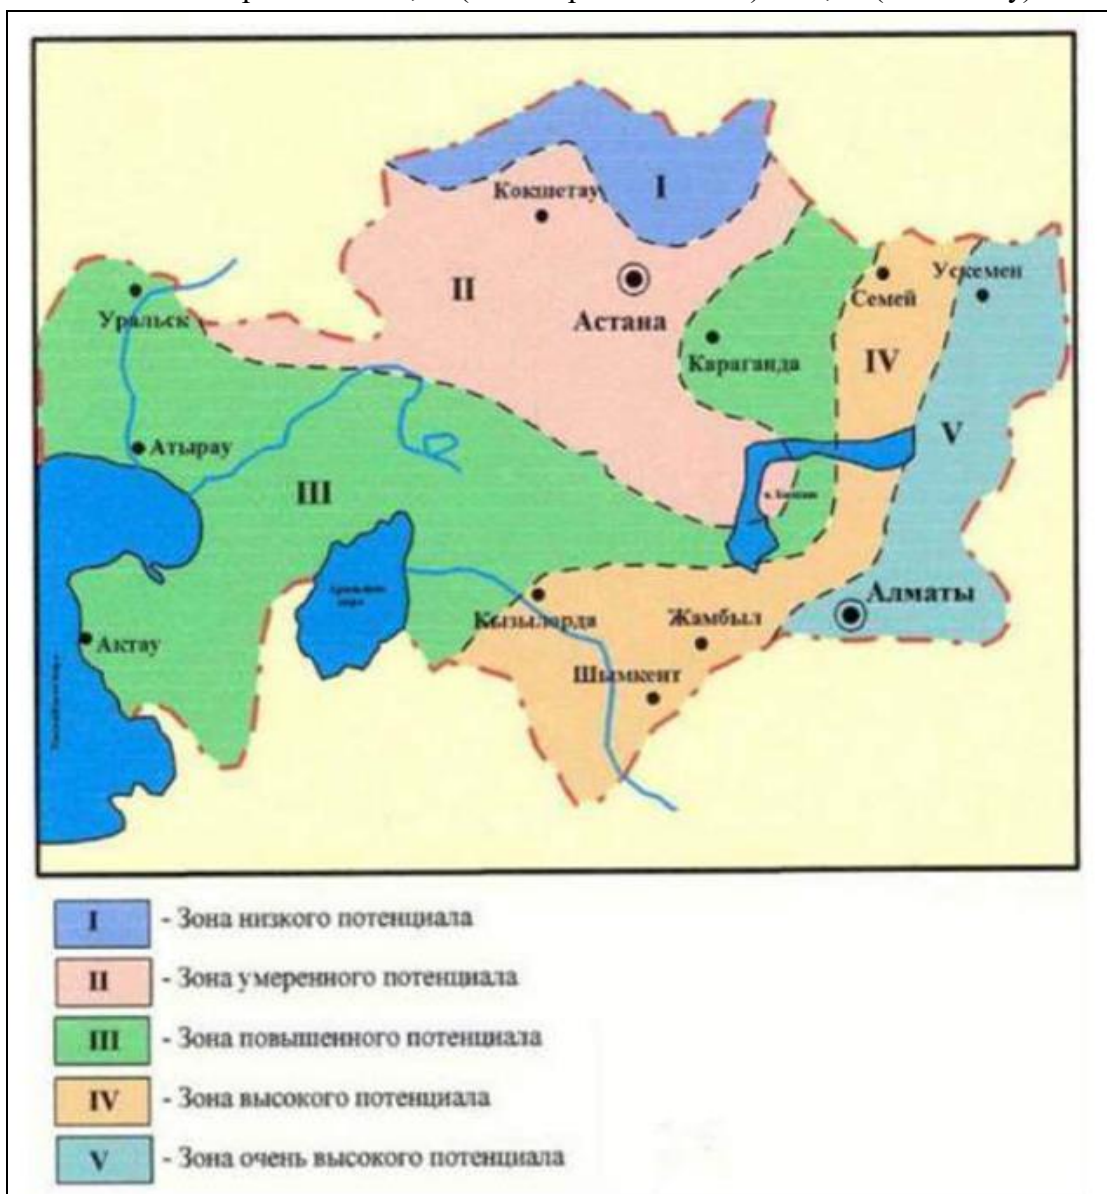 I
Кокшетау
II
Астана
Ускемен
Семей
Уральск
Караганда
IV
V
Атырау
III
Алматы
Кызылорда
Жамбыл
Актау
Шымкент
I - Зона низкого потенциала
II - Зона умеренного потенциала
III - Зона повышенного потенциала
IV - Зона высокого потенциала
V - Зона очень высокого потенциала